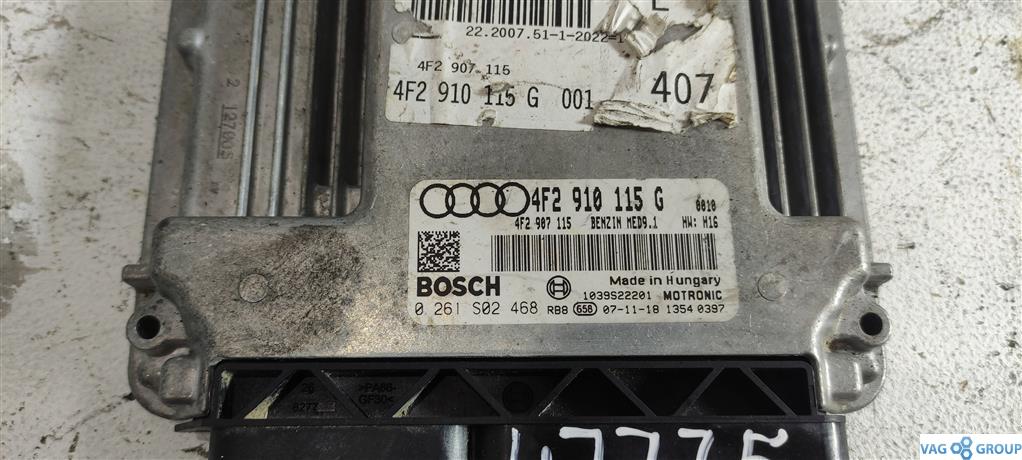 22.2007.51-1-2022-1
4F2 907 115
4F2 910 115 G 001 407
4F2 910 115 G 0010
4F2 907 115 BENZIN MED9.1 HW: H16
BOSCH Made in Hungary
1039S22201 MOTRONIC
0 261 S02 468 RB8 658 07-11-18 1354 0397
>PA66-
GF30<
VAG GROUP